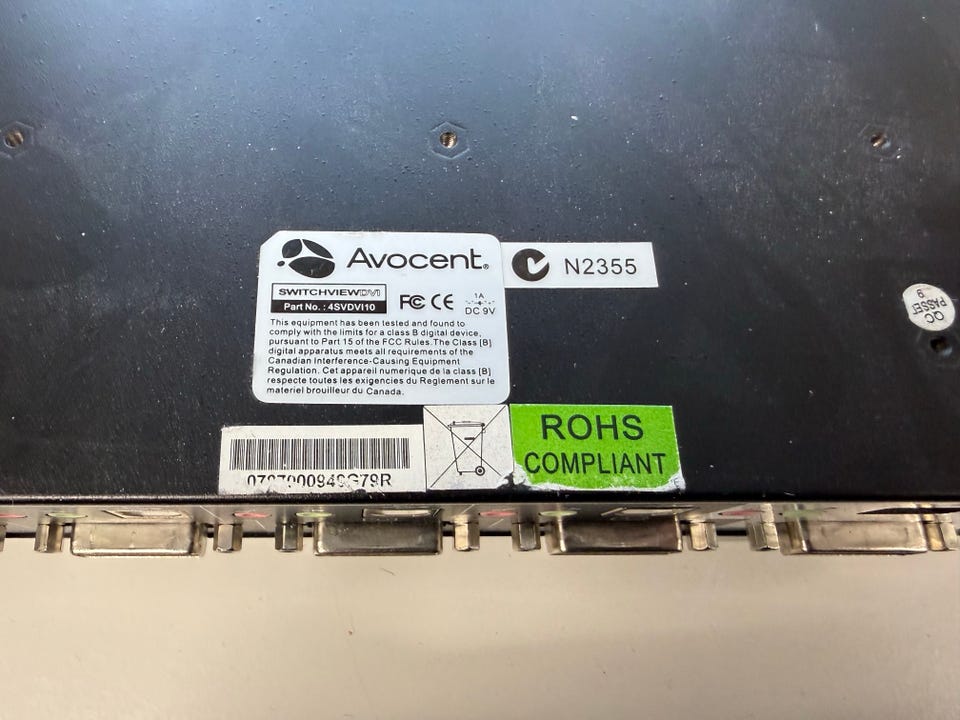 Avocent®
N2355
SWITCHVIEWDVI
Part No. : 4SVDVI10
FC CE
1A
DC 9V
This equipment has been tested and found to
comply with the limits for a class B digital device,
pursuant to Part 15 of the FCC Rules.The Class [B]
digital apparatus meets all requirements of the
Canadian Interference-Causing Equipment
Regulation. Cet appareil numerique de la class [B]
respecte toutes les exigencies du Reglement sur le
materiel brouilleur du Canada.
QC
PASSED
9
ROHS
COMPLIANT